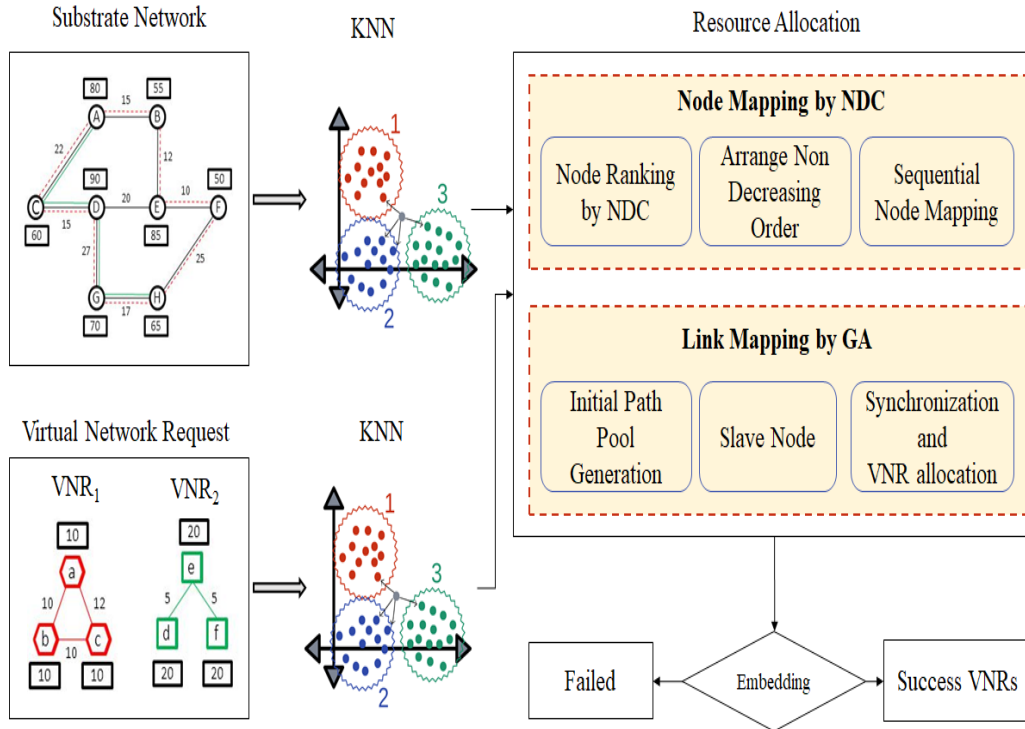 Substrate Network
80
55
15
A
B
22
12
90
50
10
C
D
20
E
F
60
15
85
27
25
G
H
17
70
65
KNN
1
3
2
Virtual Network Request
VNR1
VNR2
10
20
a
e
10
12
5
5
b
c
d
f
10
10
10
20
20
KNN
1
3
2
Resource Allocation
Node Mapping by NDC
Node Ranking
by NDC
Arrange Non
Decreasing
Order
Sequential
Node Mapping
Link Mapping by GA
Initial Path
Pool
Generation
Slave Node
Synchronization
and
VNR allocation
Failed
Embedding
Success VNRs